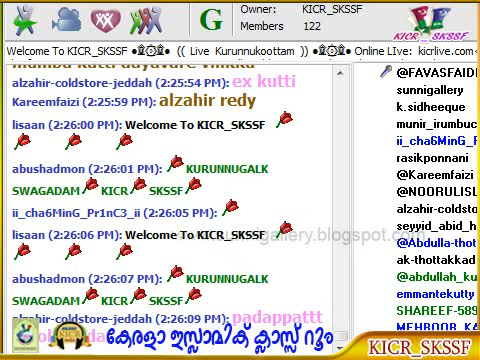 Owner: K!CR_SKSSF
Members 122
G
KICR_SKSSF
Welcome To KICR_SKSSF (( Live Kurunnukoottam )) Online Live: kicrlive.com
alzahir-coldstore-jeddah (2:25:54 PM): ex kutti
Kareemfaizi (2:25:59 PM): alzahir redy
lisaan (2:26:00 PM): Welcome To KICR_SKSSF
abushadmon (2:26:01 PM): KURUNNUGALK
SWAGADAM KICR SKSSF
ii_cha6MinG_Pr1nC3_ii (2:26:05 PM):
lisaan (2:26:06 PM): Welcome To KICR_SKSSF
abushadmon (2:26:07 PM): KURUNNUGALK
SWAGADAM KICR SKSSF
alzahir-coldstore-jeddah (2:26:09 PM): padappattt
@FAVASFAIDI
sunnigallery
k.sidheeque
munir_irumbuc
ii_cha6MinG_P
rasikponnani
@Kareemfaizi
@NOORULISL
alzahir-coldsto
seyyid_abid_h
@Abdulla-thot
ak-thottakkad
@abdullah_ku
emmantekutty
SHAREEF-589
MEHROOB_KA
gallery.blogspot.com
കേരളാ ഇസ്ലാമിക് ക്ലാസ്സ് റൂം
KICR_SKSSF